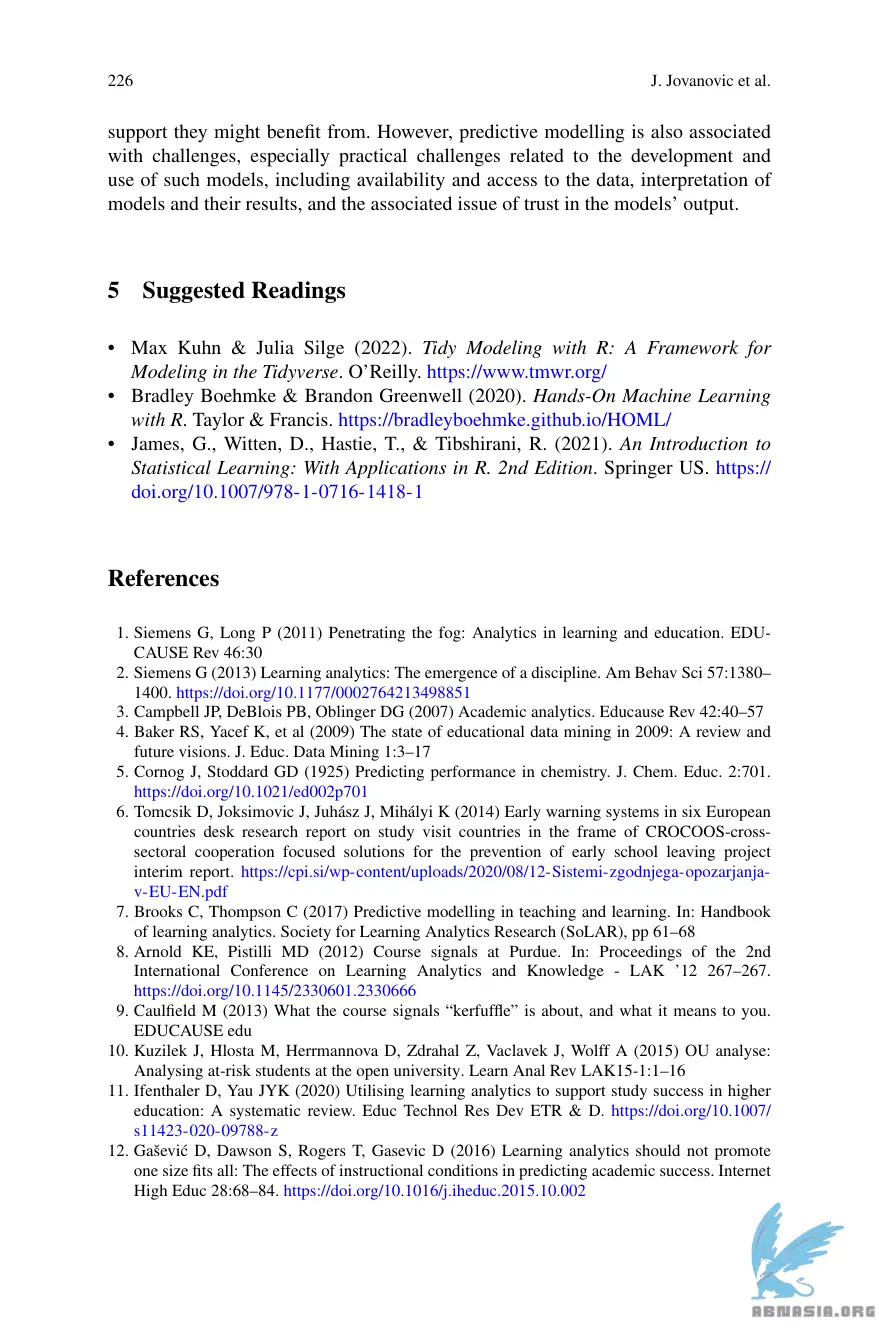 226
J. Jovanovic et al.
support they might benefit from. However, predictive modelling is also associated
with challenges, especially practical challenges related to the development and
use of such models, including availability and access to the data, interpretation of
models and their results, and the associated issue of trust in the models’ output.
5 Suggested Readings
• Max Kuhn & Julia Silge (2022). Tidy Modeling with R: A Framework for
Modeling in the Tidyverse. O’Reilly. https://www.tmwr.org/
• Bradley Boehmke & Brandon Greenwell (2020). Hands-On Machine Learning
with R. Taylor & Francis. https://bradleyboehmke.github.io/HOML/
• James, G., Witten, D., Hastie, T., & Tibshirani, R. (2021). An Introduction to
Statistical Learning: With Applications in R. 2nd Edition. Springer US. https://
doi.org/10.1007/978-1-0716-1418-1
References
1. Siemens G, Long P (2011) Penetrating the fog: Analytics in learning and education. EDU-
CAUSE Rev 46:30
2. Siemens G (2013) Learning analytics: The emergence of a discipline. Am Behav Sci 57:1380–
1400. https://doi.org/10.1177/0002764213498851
3. Campbell JP, DeBlois PB, Oblinger DG (2007) Academic analytics. Educause Rev 42:40–57
4. Baker RS, Yacef K, et al (2009) The state of educational data mining in 2009: A review and
future visions. J. Educ. Data Mining 1:3–17
5. Cornog J, Stoddard GD (1925) Predicting performance in chemistry. J. Chem. Educ. 2:701.
https://doi.org/10.1021/ed002p701
6. Tomcsik D, Joksimovic J, Juhász J, Mihályi K (2014) Early warning systems in six European
countries desk research report on study visit countries in the frame of CROCOOS-cross-
sectoral cooperation focused solutions for the prevention of early school leaving project
interim report. https://cpi.si/wp-content/uploads/2020/08/12-Sistemi-zgodnjega-opozarjanja-
v-EU-EN.pdf
7. Brooks C, Thompson C (2017) Predictive modelling in teaching and learning. In: Handbook
of learning analytics. Society for Learning Analytics Research (SoLAR), pp 61–68
8. Arnold KE, Pistilli MD (2012) Course signals at Purdue. In: Proceedings of the 2nd
International Conference on Learning Analytics and Knowledge - LAK ’12 267–267.
https://doi.org/10.1145/2330601.2330666
9. Caulfield M (2013) What the course signals “kerfuffle” is about, and what it means to you.
EDUCAUSE edu
10. Kuzilek J, Hlosta M, Herrmannova D, Zdrahal Z, Vaclavek J, Wolff A (2015) OU analyse:
Analysing at-risk students at the open university. Learn Anal Rev LAK15-1:1–16
11. Ifenthaler D, Yau JYK (2020) Utilising learning analytics to support study success in higher
education: A systematic review. Educ Technol Res Dev ETR & D. https://doi.org/10.1007/
s11423-020-09788-z
12. Gašević D, Dawson S, Rogers T, Gasevic D (2016) Learning analytics should not promote
one size fits all: The effects of instructional conditions in predicting academic success. Internet
High Educ 28:68–84. https://doi.org/10.1016/j.iheduc.2015.10.002
ABNASIA.ORG